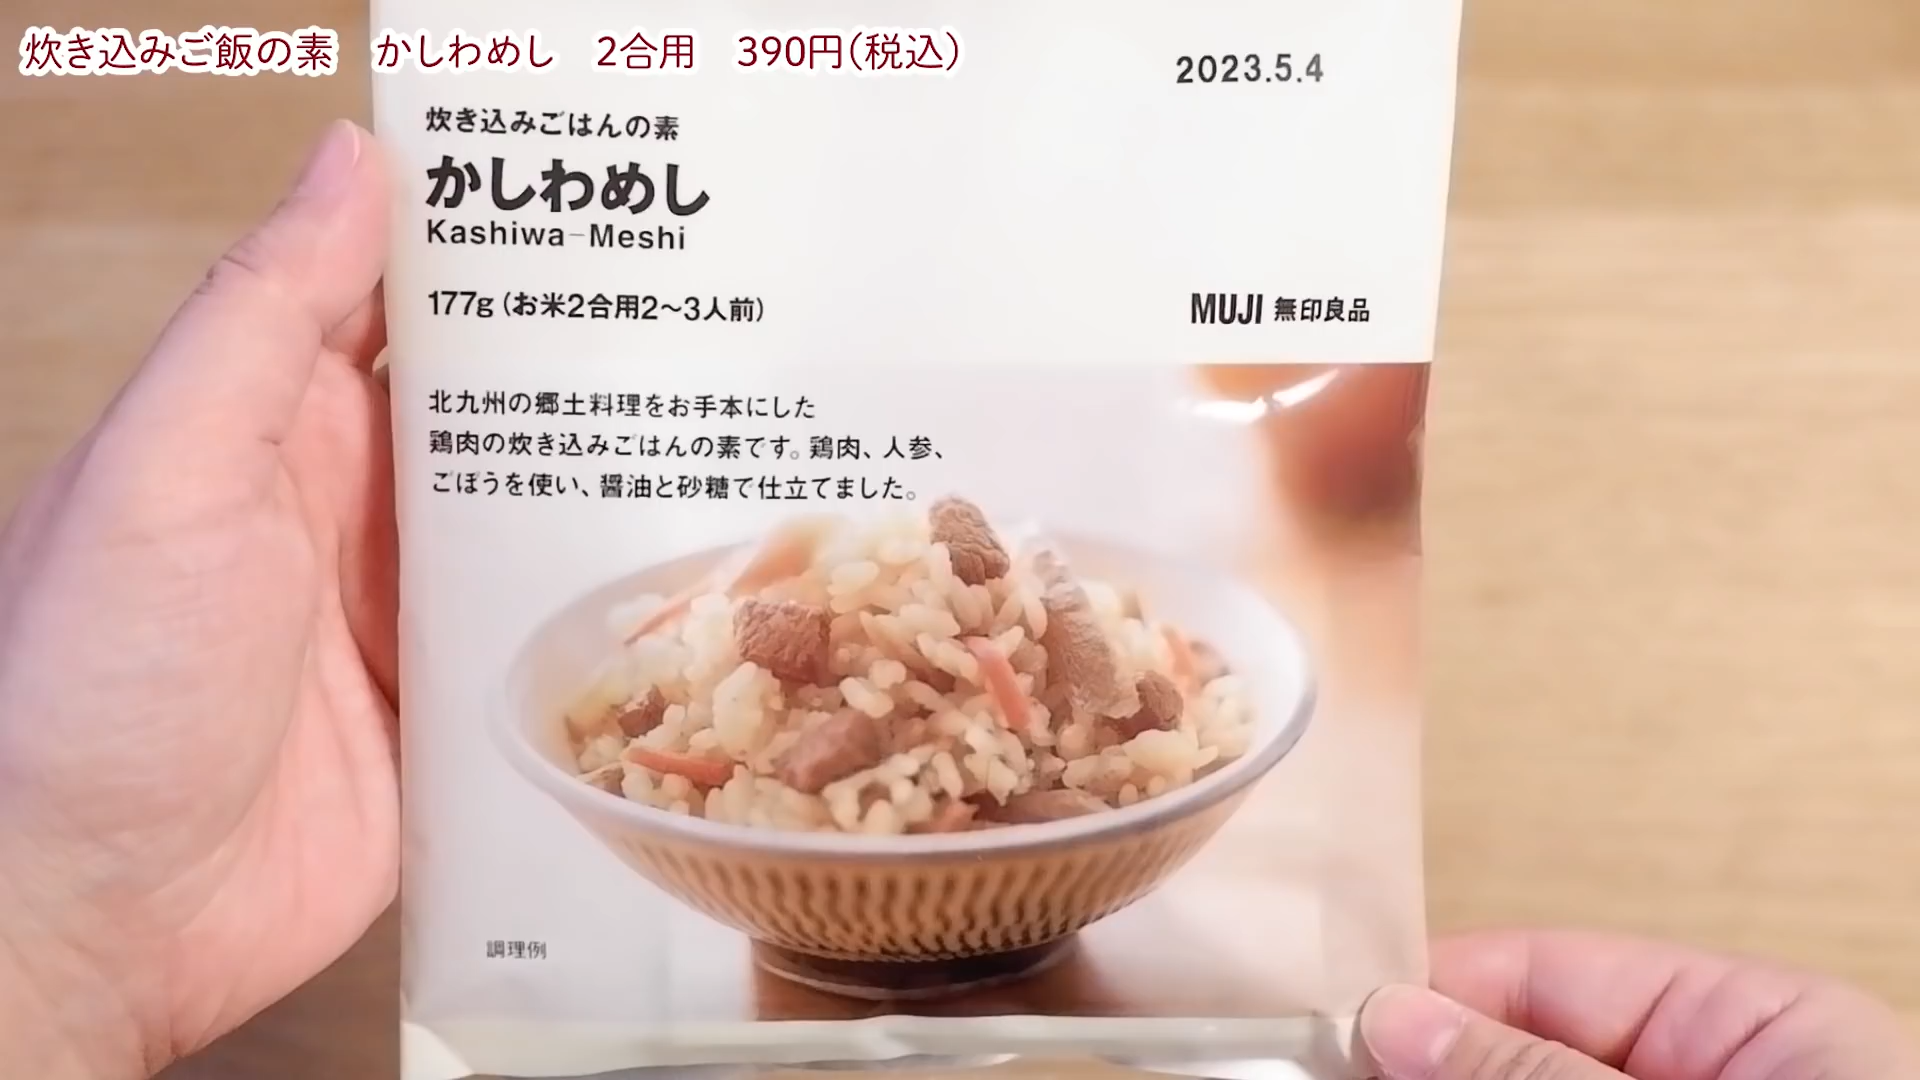 炊き込みご飯の素　かしわめし　2合用　390円(税込)
2023.5.4
炊き込みごはんの素
かしわめし
Kashiwa-Meshi
177g (お米2合用2〜3人前)
MUJI 無印良品
北九州の郷土料理をお手本にした
鶏肉の炊き込みごはんの素です。鶏肉、人参、
ごぼうを使い、醤油と砂糖で仕立てました。
調理例